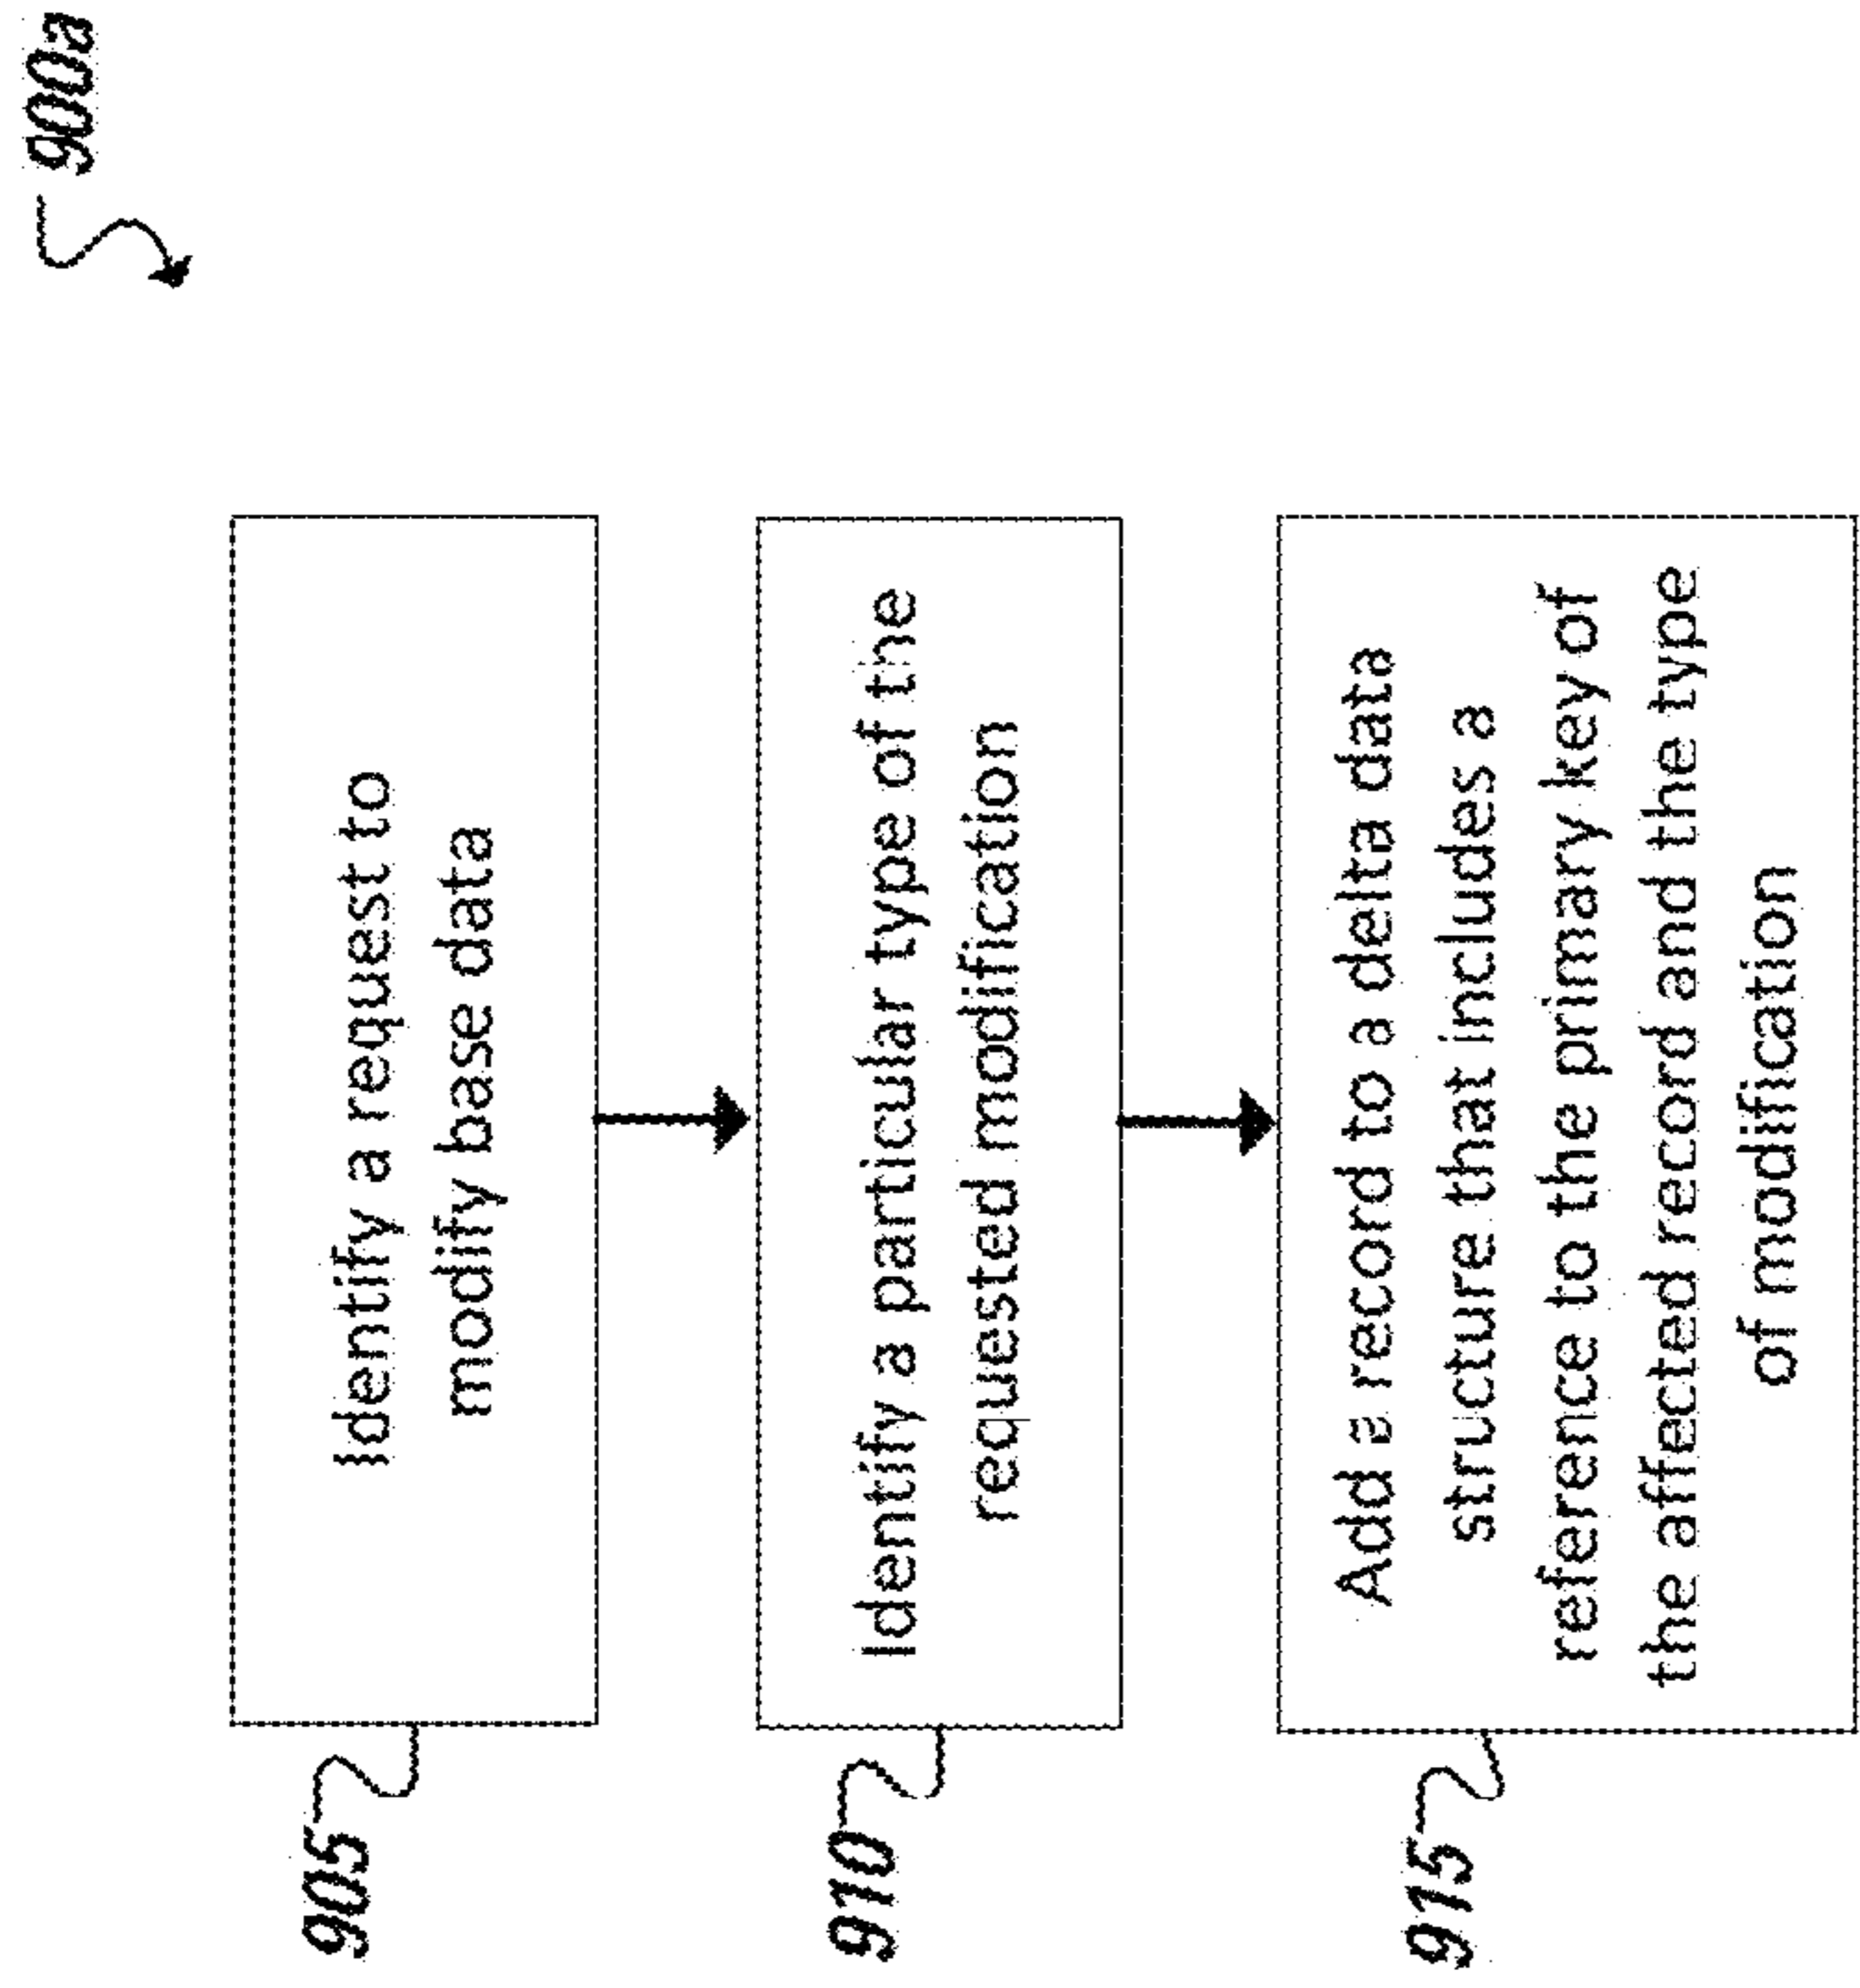 900a
905
Identify a request to
modify base data
910
Identify a particular type of the
requested modification
915
Add a record to a delta data
structure that includes a
reference to the primary key of
the affected record and the type
of modification